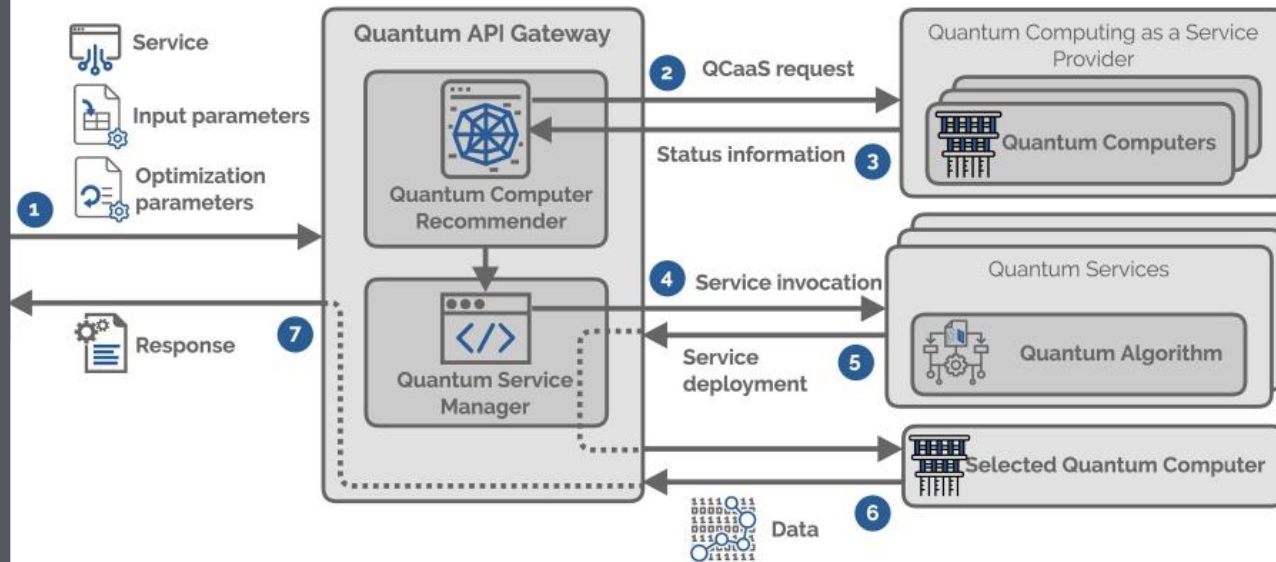 Service
Input parameters
Optimization
parameters
1
Response
7
Quantum API Gateway
Quantum Computer
Recommender
</>
Quantum Service
Manager
2
QCaaS request
Status information
3
4
Service invocation
Service
deployment
5
6
Data
Quantum Computing as a Service
Provider
Quantum Computers
Quantum Services
Quantum Algorithm
Selected Quantum Computer